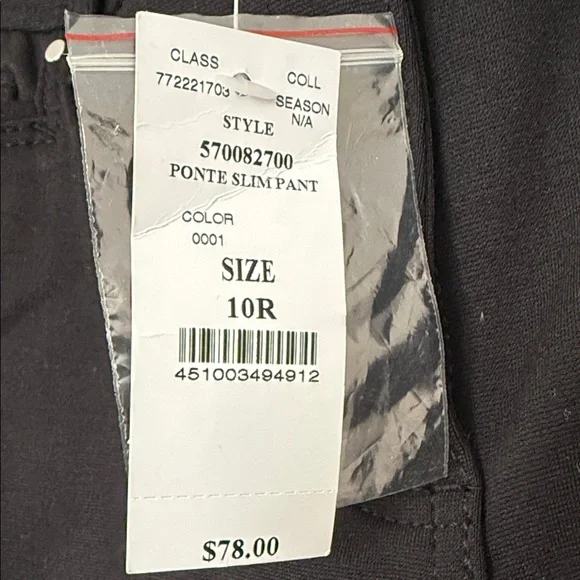 CLASS COLL
772221703 SEASON
N/A
STYLE
570082700
PONTE SLIM PANT
COLOR
0001
SIZE
10R
451003494912
$78.00